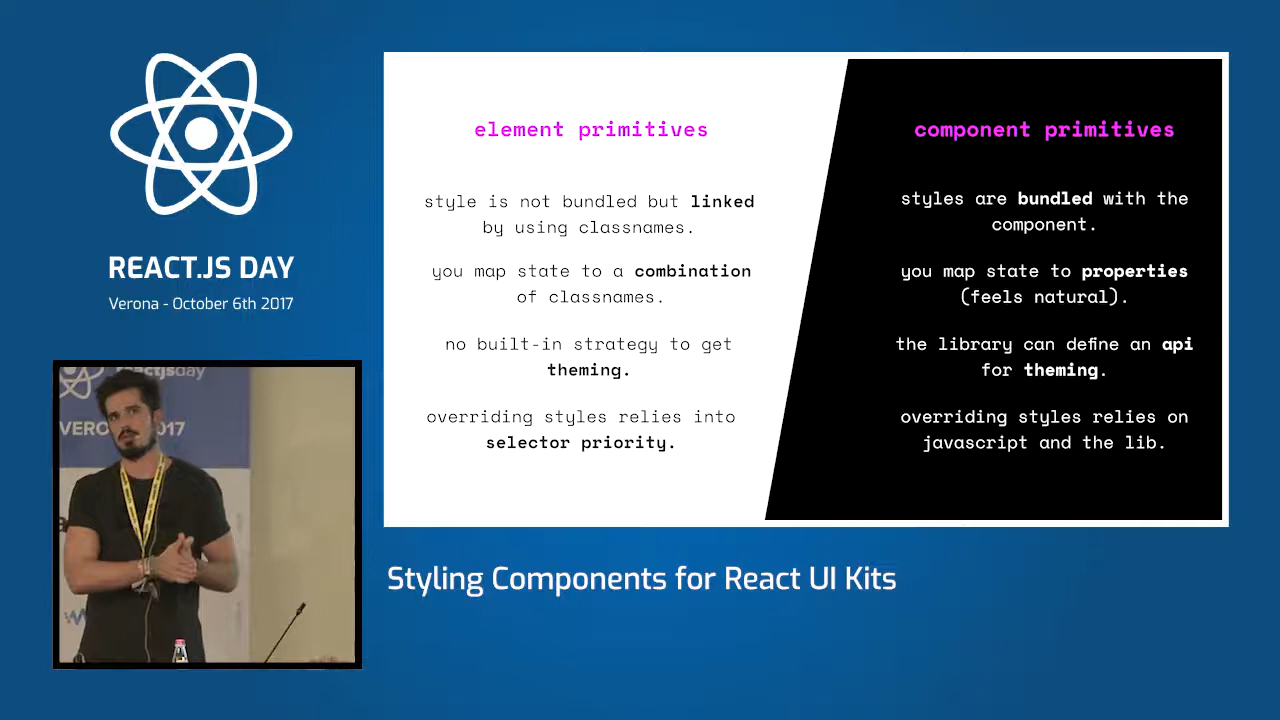 REACT.JS DAY
Verona - October 6th 2017
reactjsday
VERO 2017
element primitives
style is not bundled but linked
by using classnames.
you map state to a combination
of classnames.
no built-in strategy to get
theming.
overriding styles relies into
selector priority.
component primitives
styles are bundled with the
component.
you map state to properties
(feels natural).
the library can define an api
for theming.
overriding styles relies on
javascript and the lib.
Styling Components for React UI Kits